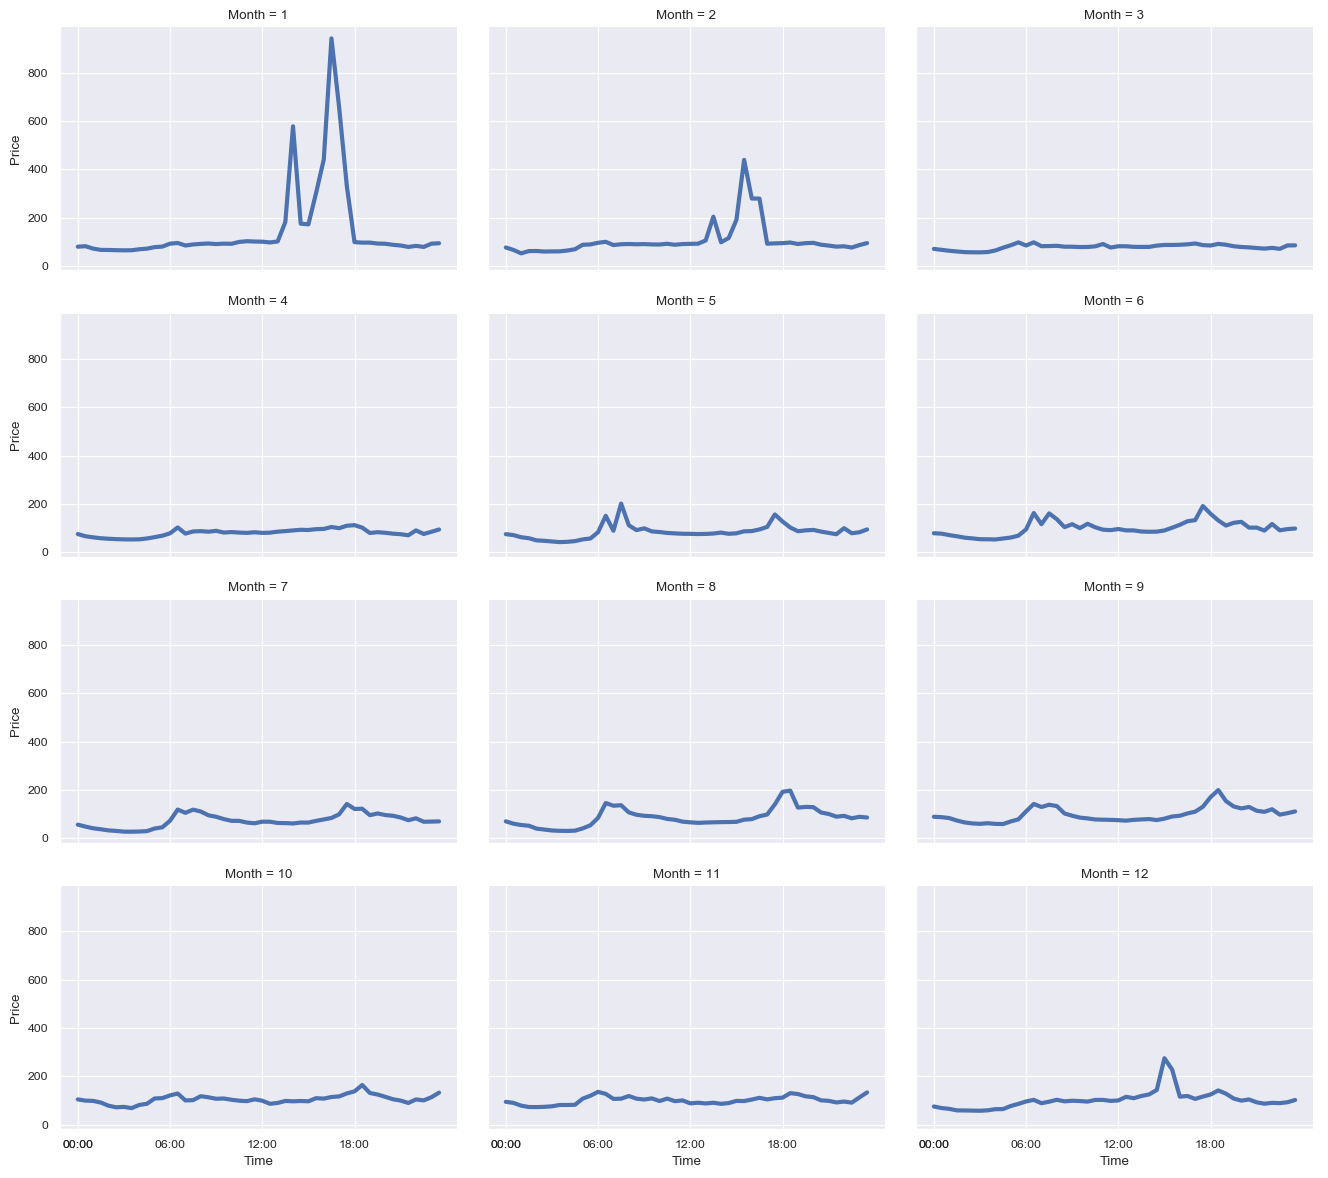 Month = 1
Month = 2
Month = 3
800
600
400
200
0
Price
Month = 4
Month = 5
Month = 6
800
600
400
200
0
Price
Month = 7
Month = 8
Month = 9
800
600
400
200
0
Price
Month = 10
Month = 11
Month = 12
800
600
400
200
0
Price
00:00 06:00 12:00 18:00
00:00 06:00 12:00 18:00
00:00 06:00 12:00 18:00
Time
Time
Time